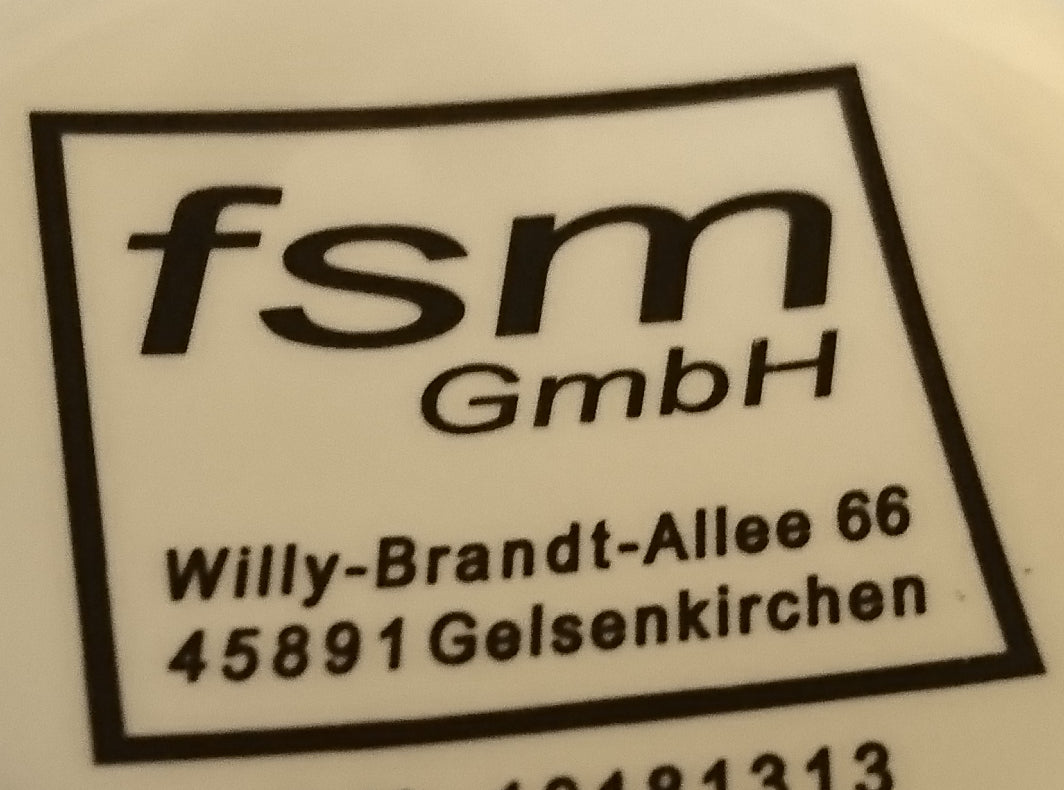 fsm
GmbH
Willy-Brandt-Allee 66
45891 Gelsenkirchen